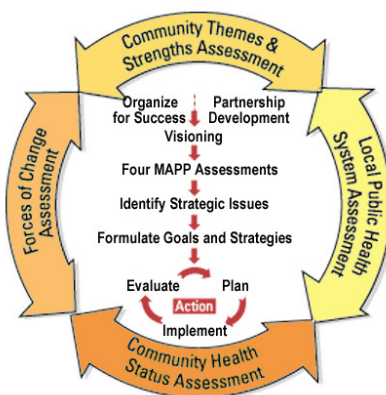 Community Themes &
Strengths Assessment
Organize
for Success
Partnership
Development
Visioning
Four MAPP Assessments
Identify Strategic Issues
Formulate Goals and Strategies
Evaluate
Plan
Action
Implement
Forces of Change
Assessment
Local Public Health
System Assessment
Community Health
Status Assessment